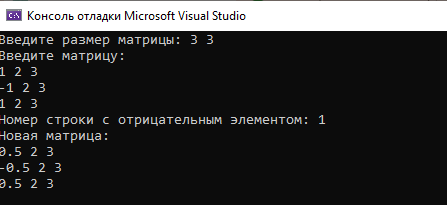 Консоль отладки Microsoft Visual Studio
Введите размер матрицы: 3 3
Введите матрицу:
1 2 3
-1 2 3
1 2 3
Номер строки с отрицательным элементом: 1
Новая матрица:
0.5 2 3
-0.5 2 3
0.5 2 3